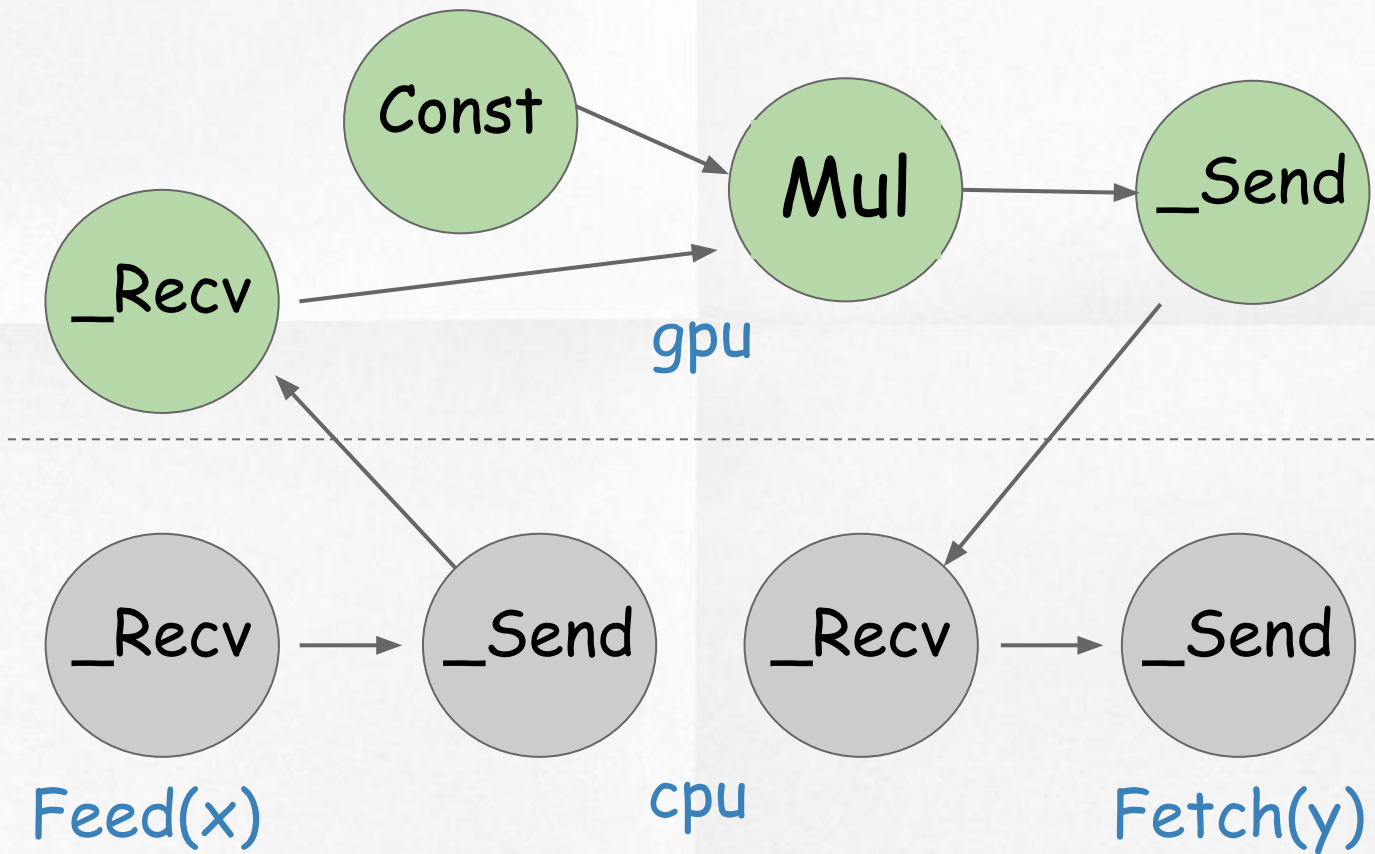 Const
Mul
_Send
_Recv
gpu
_Recv
_Send
_Recv
_Send
Feed(x)
cpu
Fetch(y)